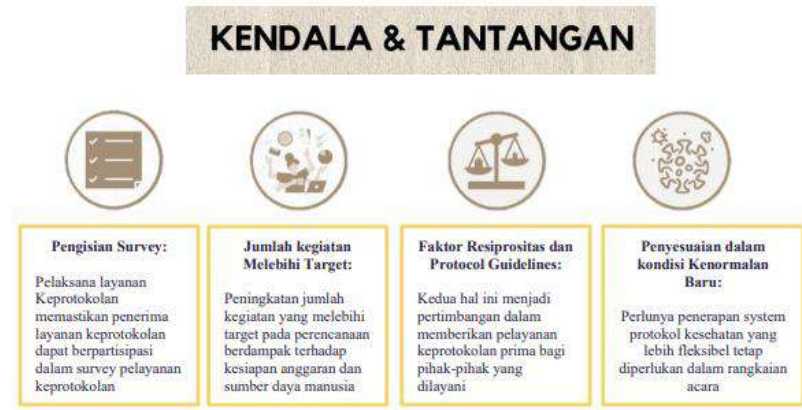 KENDALA & TANTANGAN
Pengisian Survey:
Pelaksana layanan
Keprotokolan
memastikan penerima
layanan keprotokolan
dapat berpartisipasi
dalam survey pelayanan
keprotokolan
Jumlah kegiatan
Melebihi Target:
Peningkatan jumlah
kegiatan yang melebihi
target pada perencanaan
berdampak terhadap
kesiapan anggaran dan
sumber daya manusia
Faktor Resiprositas dan
Protocol Guidelines:
Kedua hal ini menjadi
pertimbangan dalam
memberikan pelayanan
keprotokolan prima bagi
pihak-pihak yang
dilayani
Penyesuaian dalam
kondisi Kenormalan
Baru:
Perlunya penerapan system
protokol kesehatan yang
lebih fleksibel tetap
diperlukan dalam rangkaian
acara